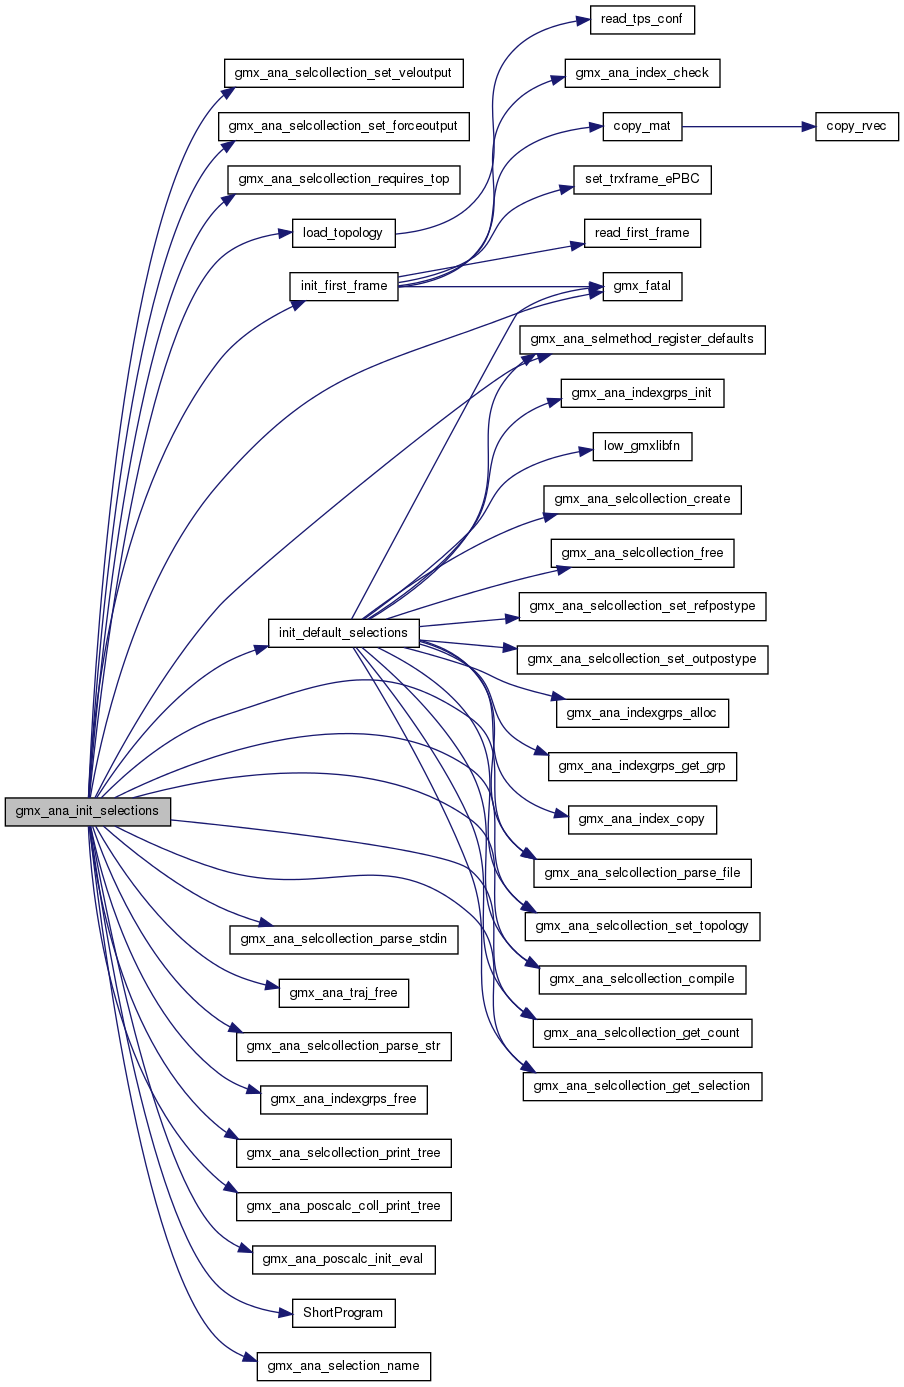 read_tps_conf
gmx_ana_selcollection_set_veloutput
gmx_ana_index_check
gmx_ana_selcollection_set_forceoutput
copy_mat
copy_rvec
gmx_ana_selcollection_requires_top
set_trxframe_ePBC
load_topology
read_first_frame
init_first_frame
gmx_fatal
gmx_ana_selmethod_register_defaults
gmx_ana_indexgrps_init
low_gmxlibfn
gmx_ana_selcollection_create
gmx_ana_selcollection_free
gmx_ana_selcollection_set_refpostype
init_default_selections
gmx_ana_selcollection_set_outpostype
gmx_ana_indexgrps_alloc
gmx_ana_indexgrps_get_grp
gmx_ana_init_selections
gmx_ana_index_copy
gmx_ana_selcollection_parse_file
gmx_ana_selcollection_set_topology
gmx_ana_selcollection_parse_stdin
gmx_ana_selcollection_compile
gmx_ana_traj_free
gmx_ana_selcollection_get_count
gmx_ana_selcollection_parse_str
gmx_ana_selcollection_get_selection
gmx_ana_indexgrps_free
gmx_ana_selcollection_print_tree
gmx_ana_poscalc_coll_print_tree
gmx_ana_poscalc_init_eval
ShortProgram
gmx_ana_selection_name